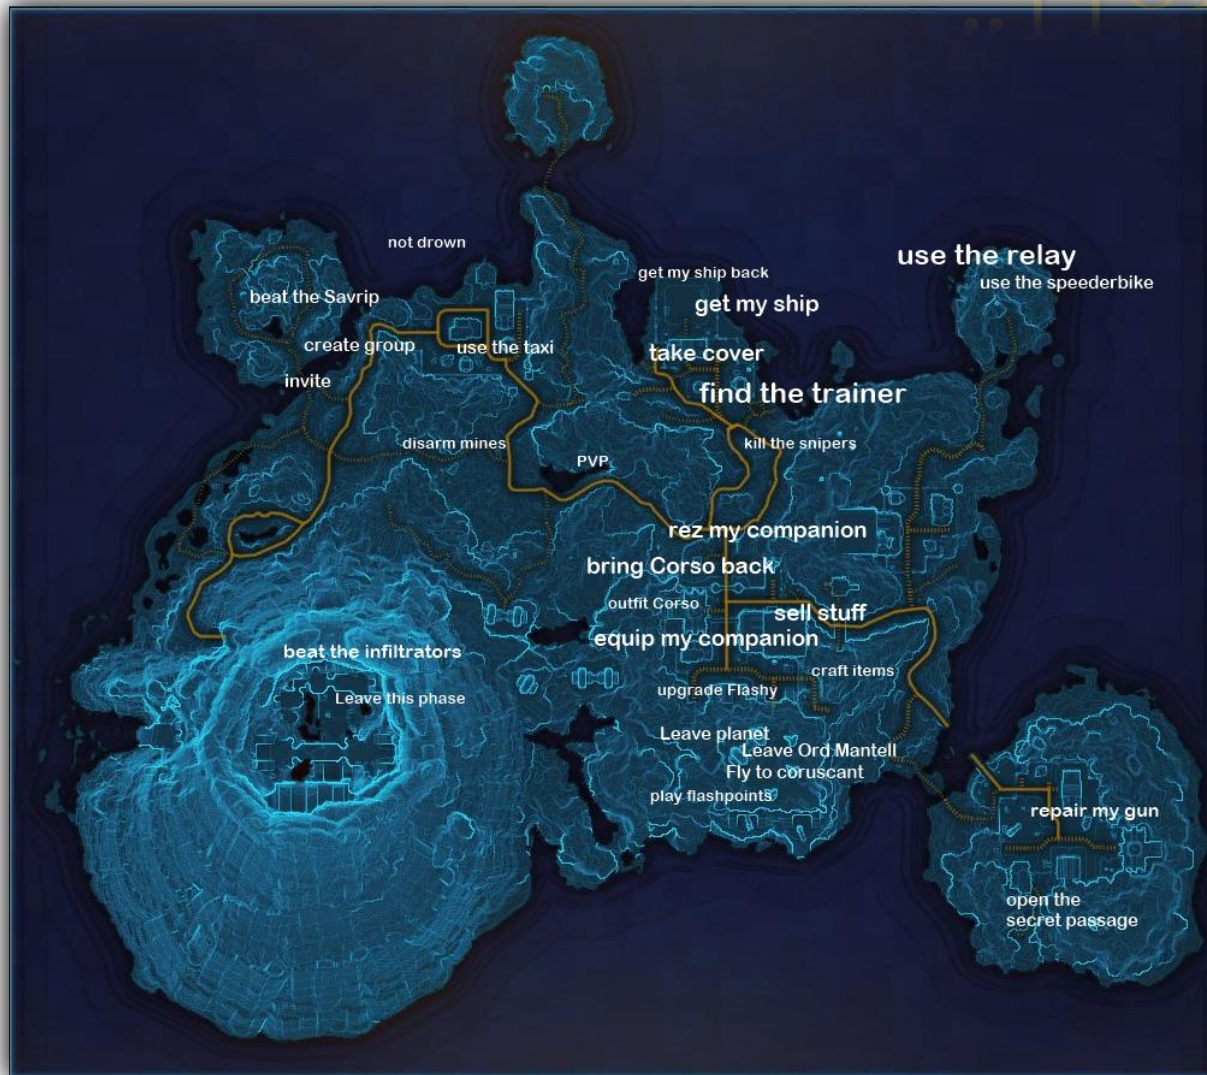 not drown
use the relay
get my ship back
use the speederbike
beat the Savrip
get my ship
create group
use the taxi
take cover
invite
find the trainer
disarm mines
kill the snipers
PVP
rez my companion
bring Corso back
outfit Corso
sell stuff
equip my companion
beat the infiltrators
craft items
Leave this phase
upgrade Flashy
Leave planet
Leave Ord Mantell
Fly to coruscant
play flashpoints
repair my gun
open the
secret passage